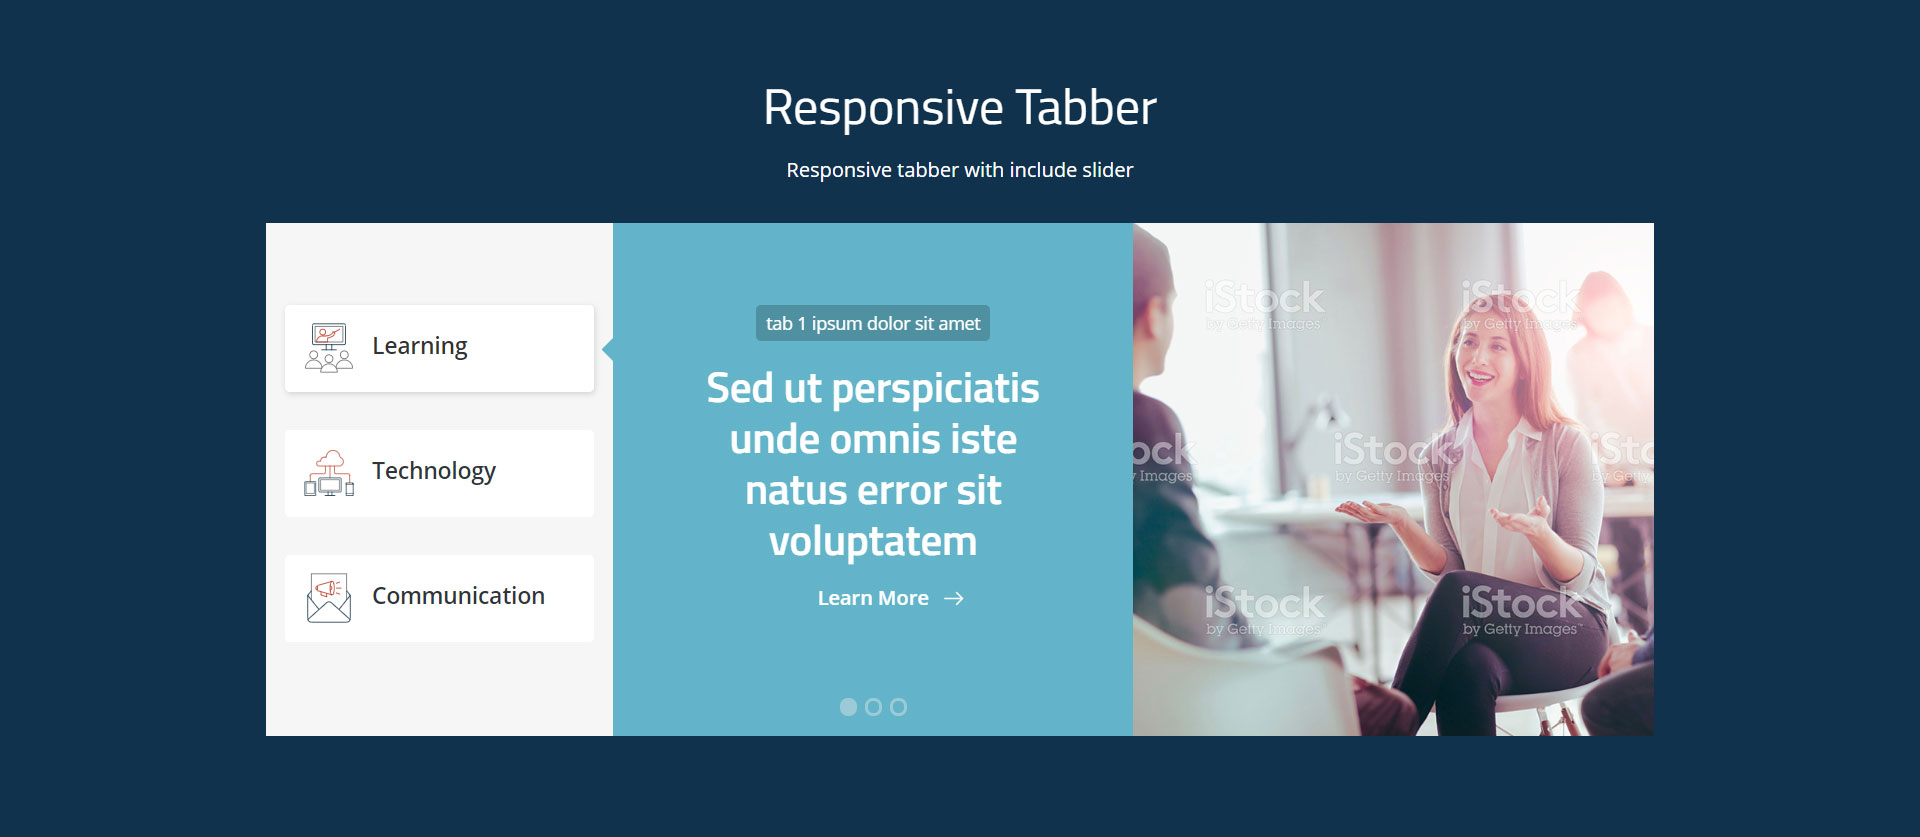 Responsive Tabber
Responsive tabber with include slider
Learning
Technology
Communication
tab 1 ipsum dolor sit amet
Sed ut perspiciatis
unde omnis iste
natus error sit
voluptatem
Learn More
iStock
by Getty Images
iStock
by Getty Images
ock
y Images
iStock
by Getty Images
iSto
by Gett
iStock
by Getty Images
iStock
by Getty Images